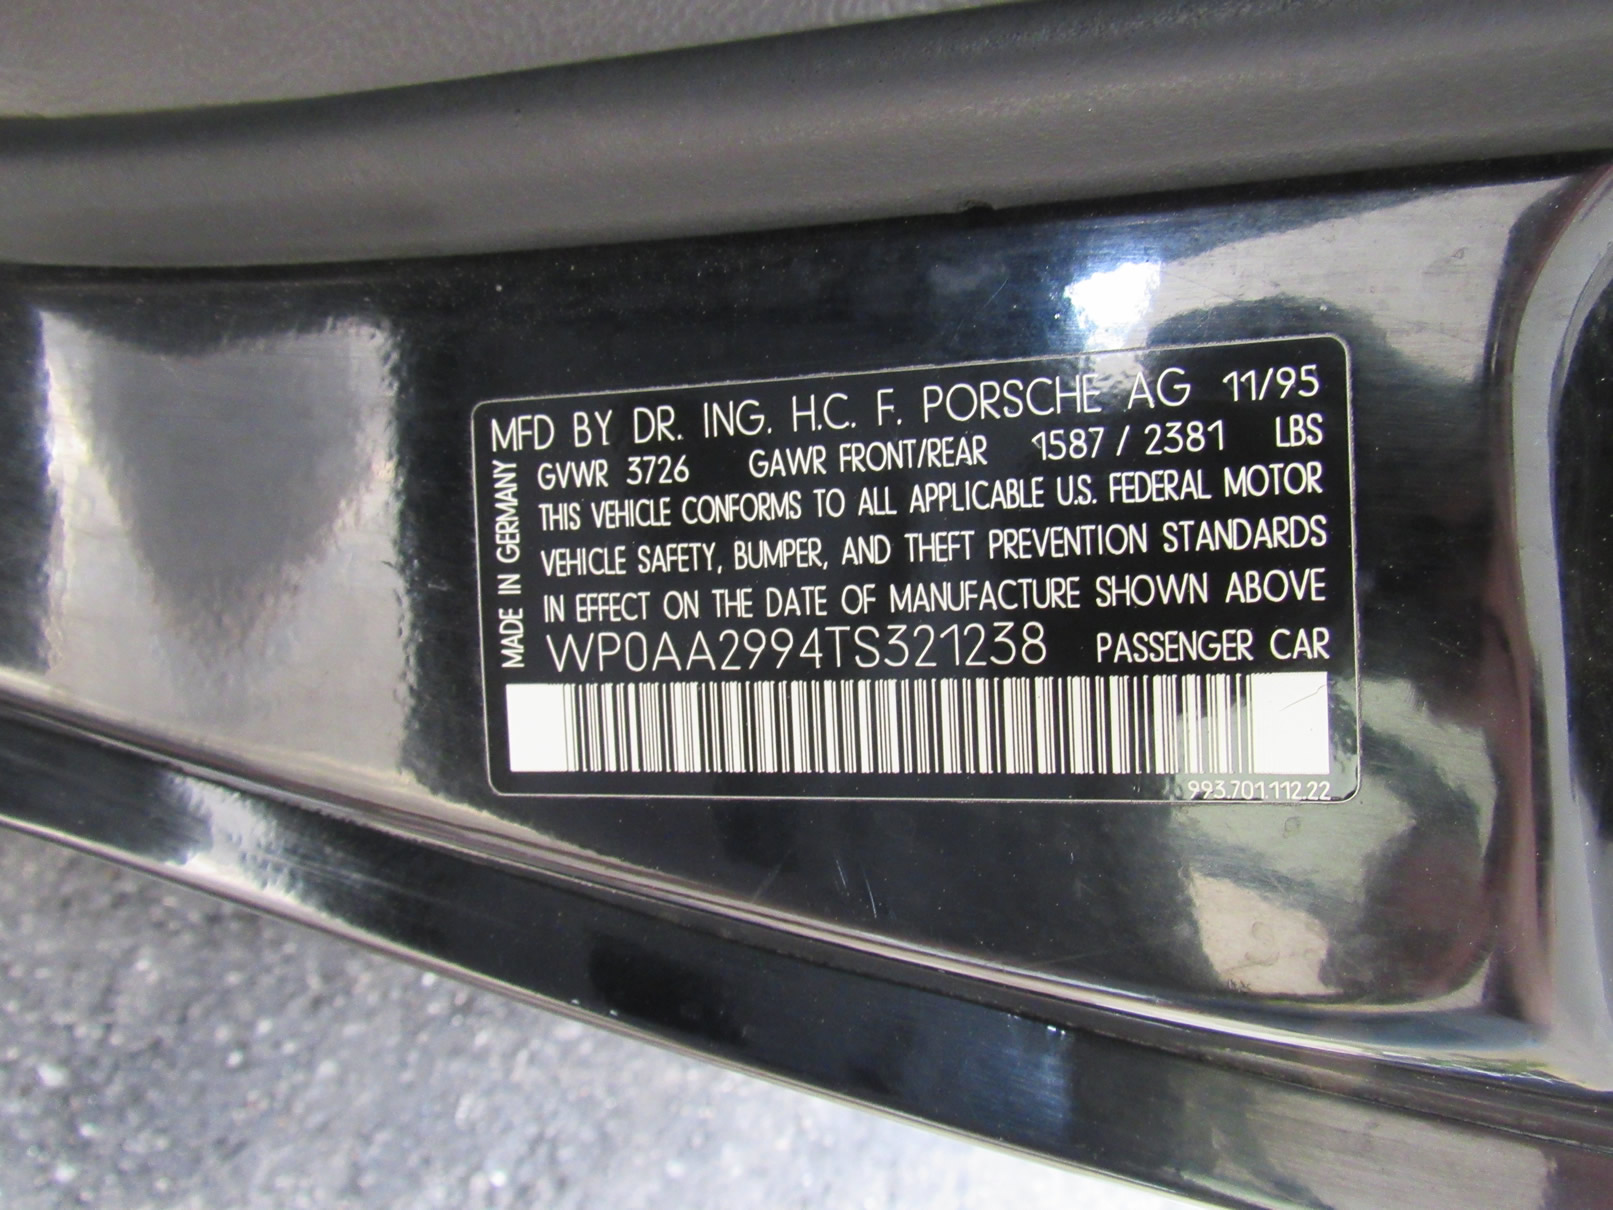 MFD BY DR. ING. H.C. F. PORSCHE AG 11/95
GVWR 3726 GAWR FRONT/REAR 1587 / 2381 LBS
THIS VEHICLE CONFORMS TO ALL APPLICABLE U.S. FEDERAL MOTOR
VEHICLE SAFETY, BUMPER, AND THEFT PREVENTION STANDARDS
IN EFFECT ON THE DATE OF MANUFACTURE SHOWN ABOVE
WP0AA2994TS321238 PASSENGER CAR
MADE IN GERMANY
993.701.112.22